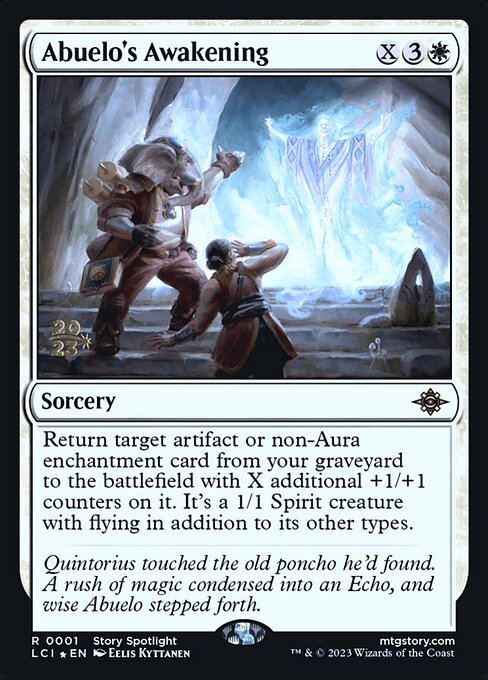 Abuelo's Awakening X 3
20
23
Sorcery
Return target artifact or non-Aura
enchantment card from your graveyard
to the battlefield with X additional +1/+1
counters on it. It's a 1/1 Spirit creature
with flying in addition to its other types.
Quintorius touched the old poncho he'd found.
A rush of magic condensed into an Echo, and
wise Abuelo stepped forth.
R 0001 Story Spotlight mtgstory.com
LCI ★ EN Eelis Kyttanen ™ & © 2023 Wizards of the Coast